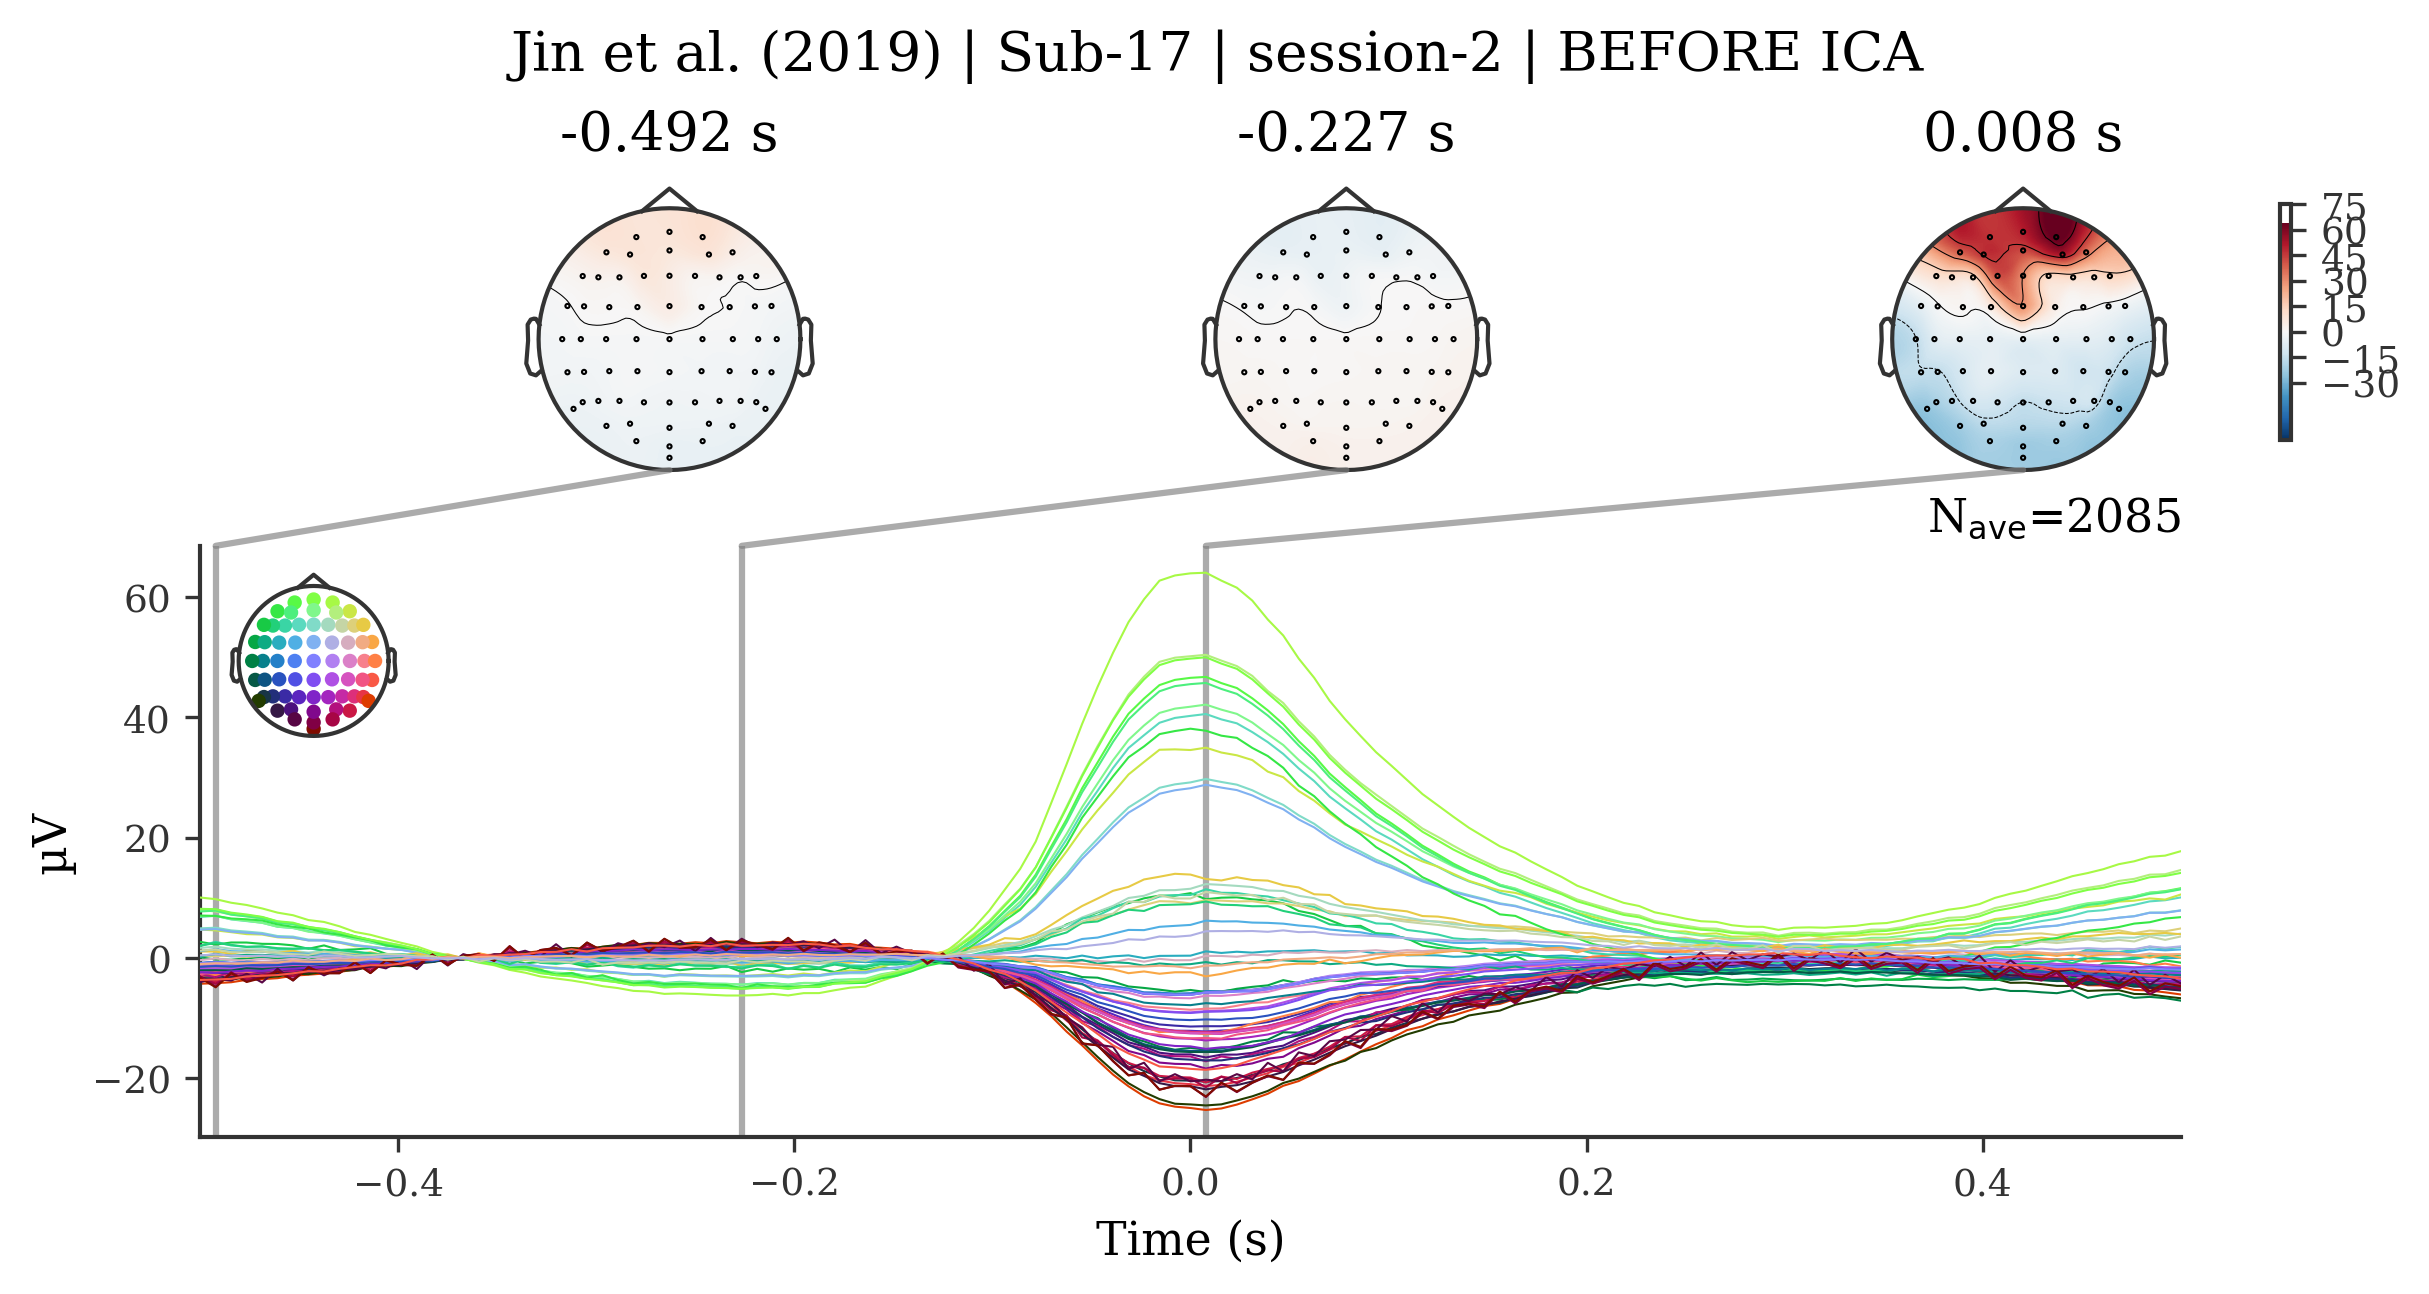 Jin et al. (2019) | Sub-17 | session-2 | BEFORE ICA
-0.492 s
-0.227 s
0.008 s
75
60
45
30
15
0
−15
−30
Nave=2085
60
40
20
0
−20
µV
−0.4
−0.2
0.0
0.2
0.4
Time (s)